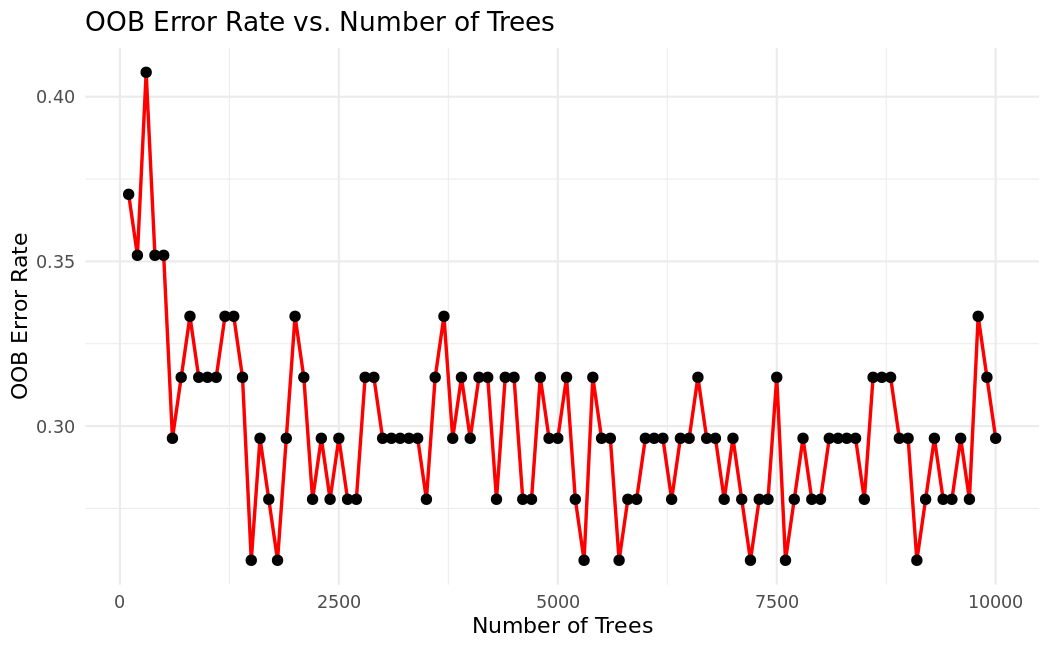 OOB Error Rate vs. Number of Trees
OOB Error Rate
0.40
0.35
0.30
0 2500 5000 7500 10000
Number of Trees